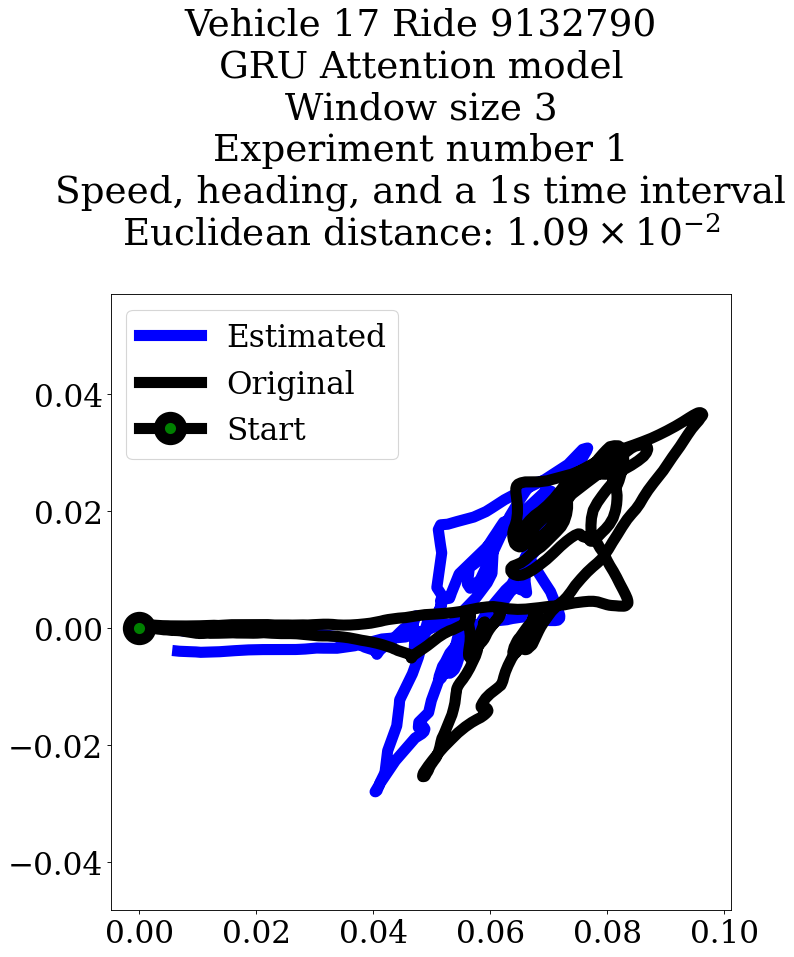 Vehicle 17 Ride 9132790
GRU Attention model
Window size 3
Experiment number 1
Speed, heading, and a 1s time interval
Euclidean distance: 1.09 × 10⁻²
Estimated
Original
Start
0.04
0.02
0.00
−0.02
−0.04
0.00 0.02 0.04 0.06 0.08 0.10